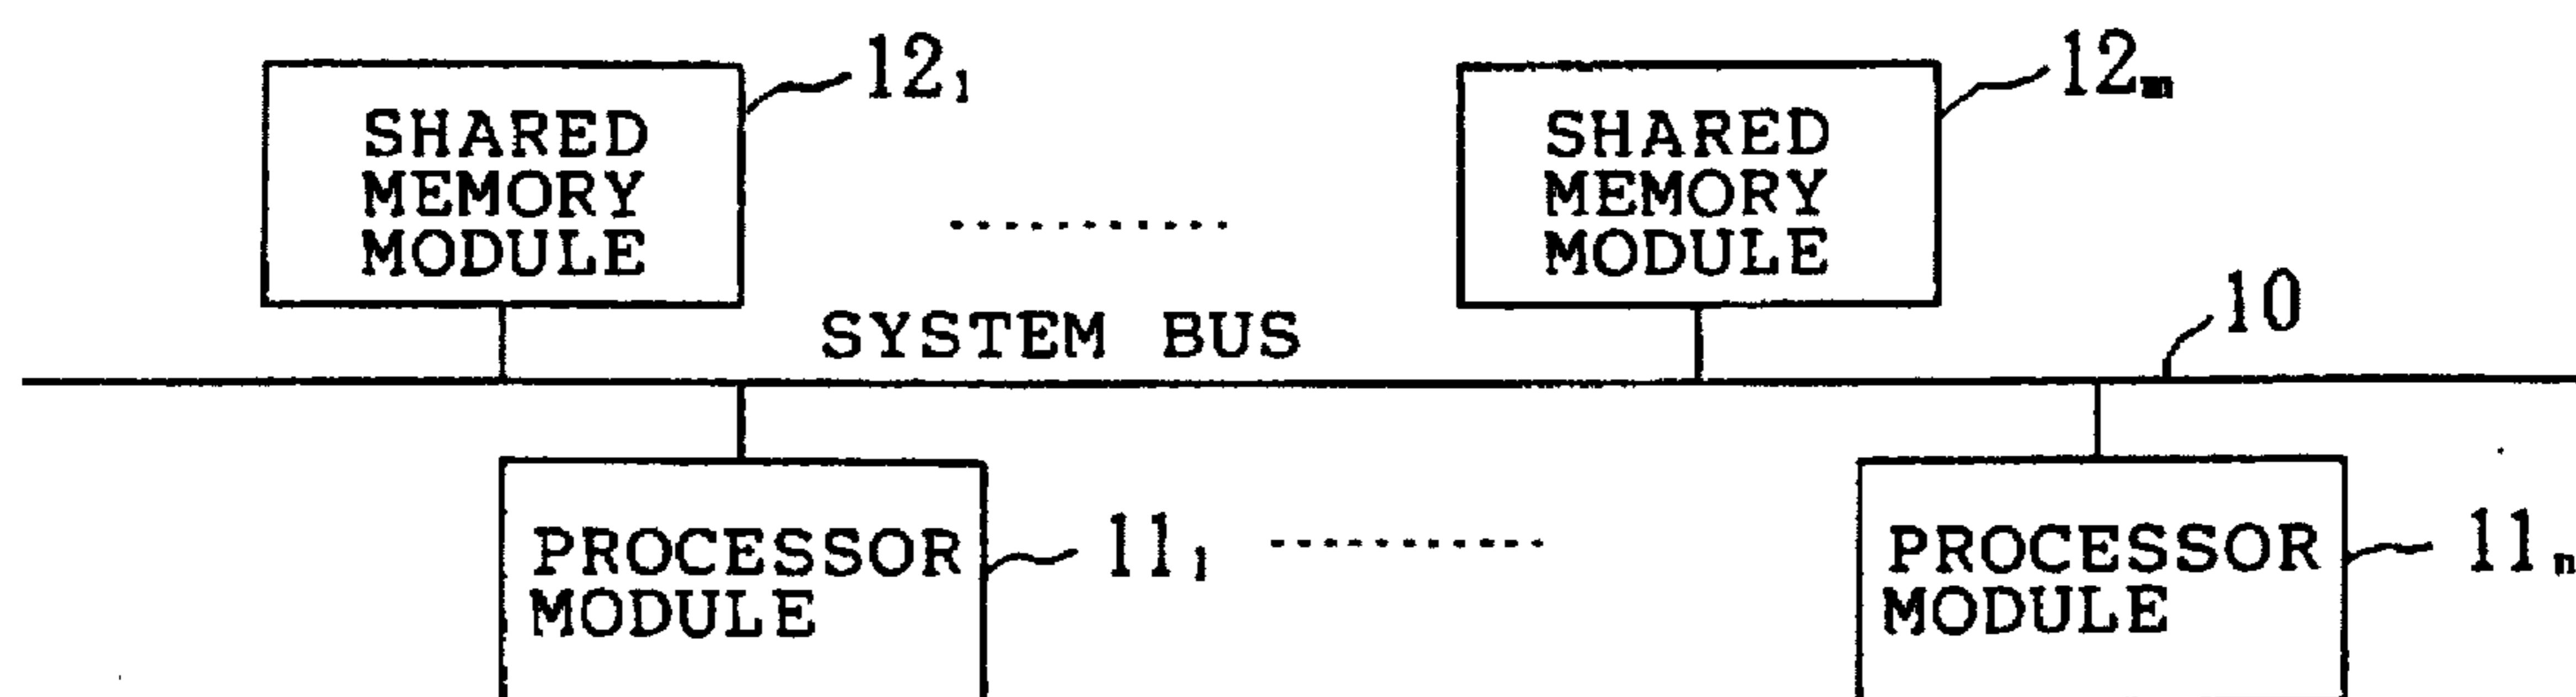 SHARED
MEMORY
MODULE
12₁
SHARED
MEMORY
MODULE
12ₘ
SYSTEM BUS
10
PROCESSOR
MODULE
11₁
PROCESSOR
MODULE
11ₙ